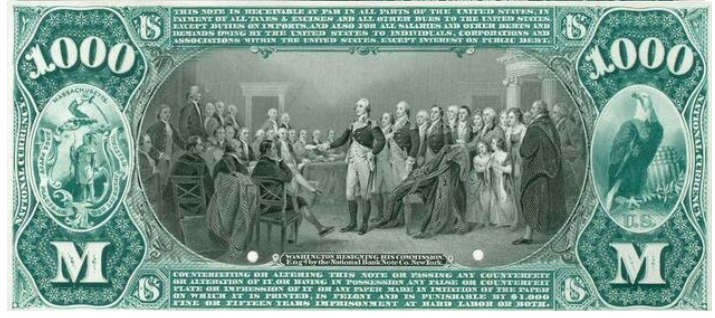 THIS NOTE IS RECEIVABLE AT PAR IN ALL PARTS OF THE UNITED STATES, IN
PAYMENT OF ALL TAXES & EXCISES AND ALL OTHER DUES TO THE UNITED STATES
EXCEPT DUTIES ON IMPORTS, AND ALSO FOR ALL SALARIES AND OTHER DEBTS AND
DEMANDS OWING BY THE UNITED STATES TO INDIVIDUALS, CORPORATIONS AND
ASSOCIATIONS WITHIN THE UNITED STATES, EXCEPT INTEREST ON PUBLIC DEBT.
US
US
1,000
1,000
MASSACHUSETTS
NATIONAL CURRENCY
NATIONAL CURRENCY
U.S.
M
M
WASHINGTON RESIGNING HIS COMMISSION.
Eng. by the National Bank Note Co. New York.
US
US
COUNTERFEITING OR ALTERING THIS NOTE OR PASSING ANY COUNTERFEIT
OR ALTERATION OF IT, OR HAVING IN POSSESSION ANY FALSE OR COUNTERFEIT
PLATE OR IMPRESSION OF IT OR ANY PAPER MADE IN IMITATION OF THE PAPER
ON WHICH IT IS PRINTED, IS FELONY AND IS PUNISHABLE BY $1,000
FINE OR FIFTEEN YEARS IMPRISONMENT AT HARD LABOR OR BOTH.